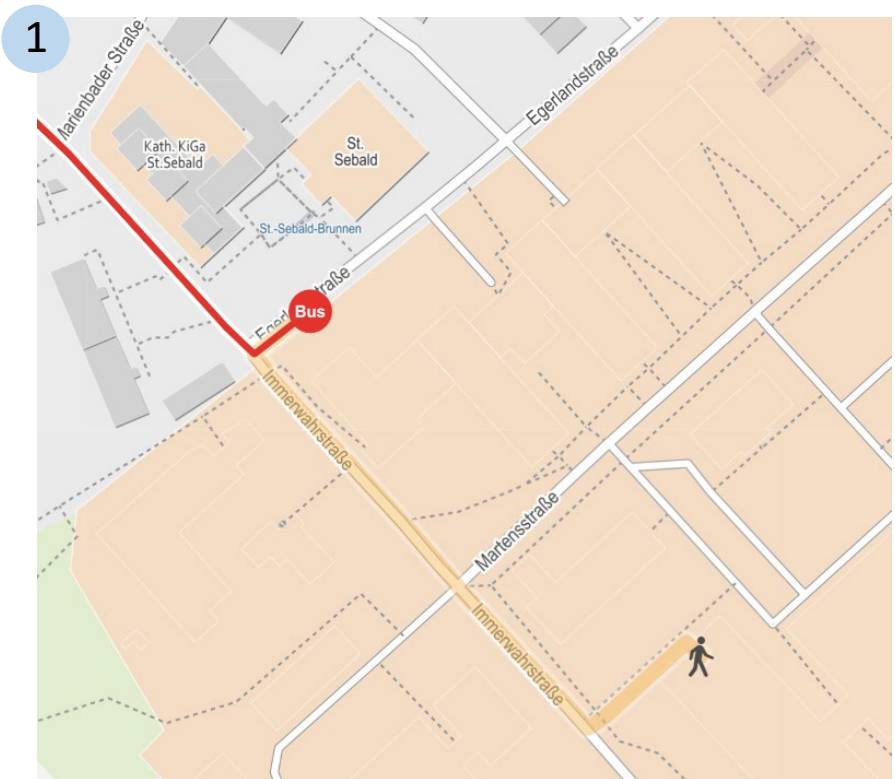 1
Marienbader Straße
Egerlandstraße
Kath. KiGa
St.Sebald
St.
Sebald
St.-Sebald-Brunnen
Bus
Immerwahrstraße
Martensstraße
Immerwahrstraße